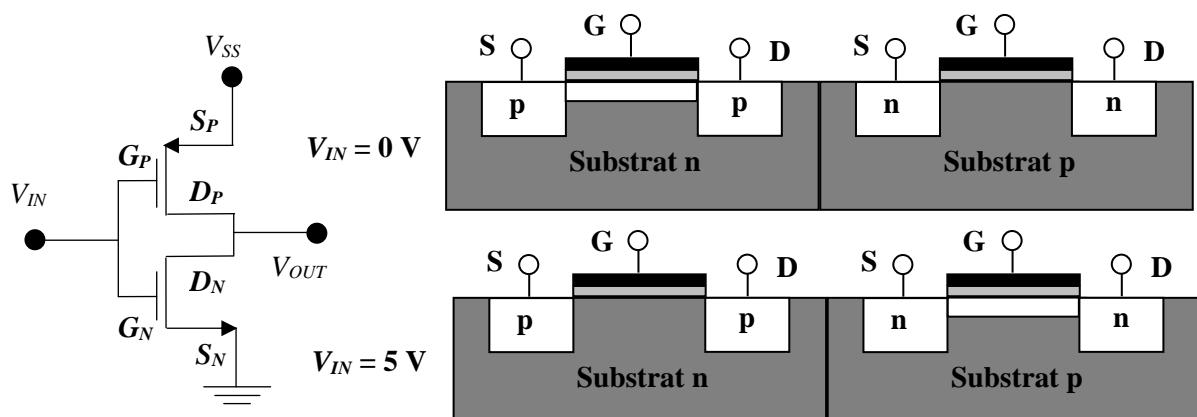 V_SS
S_P
G_P
V_IN
D_P
D_N
V_OUT
G_N
S_N
V_IN = 0 V
S G D
p p
Substrat n
S G D
n n
Substrat p
V_IN = 5 V
S G D
p p
Substrat n
S G D
n n
Substrat p